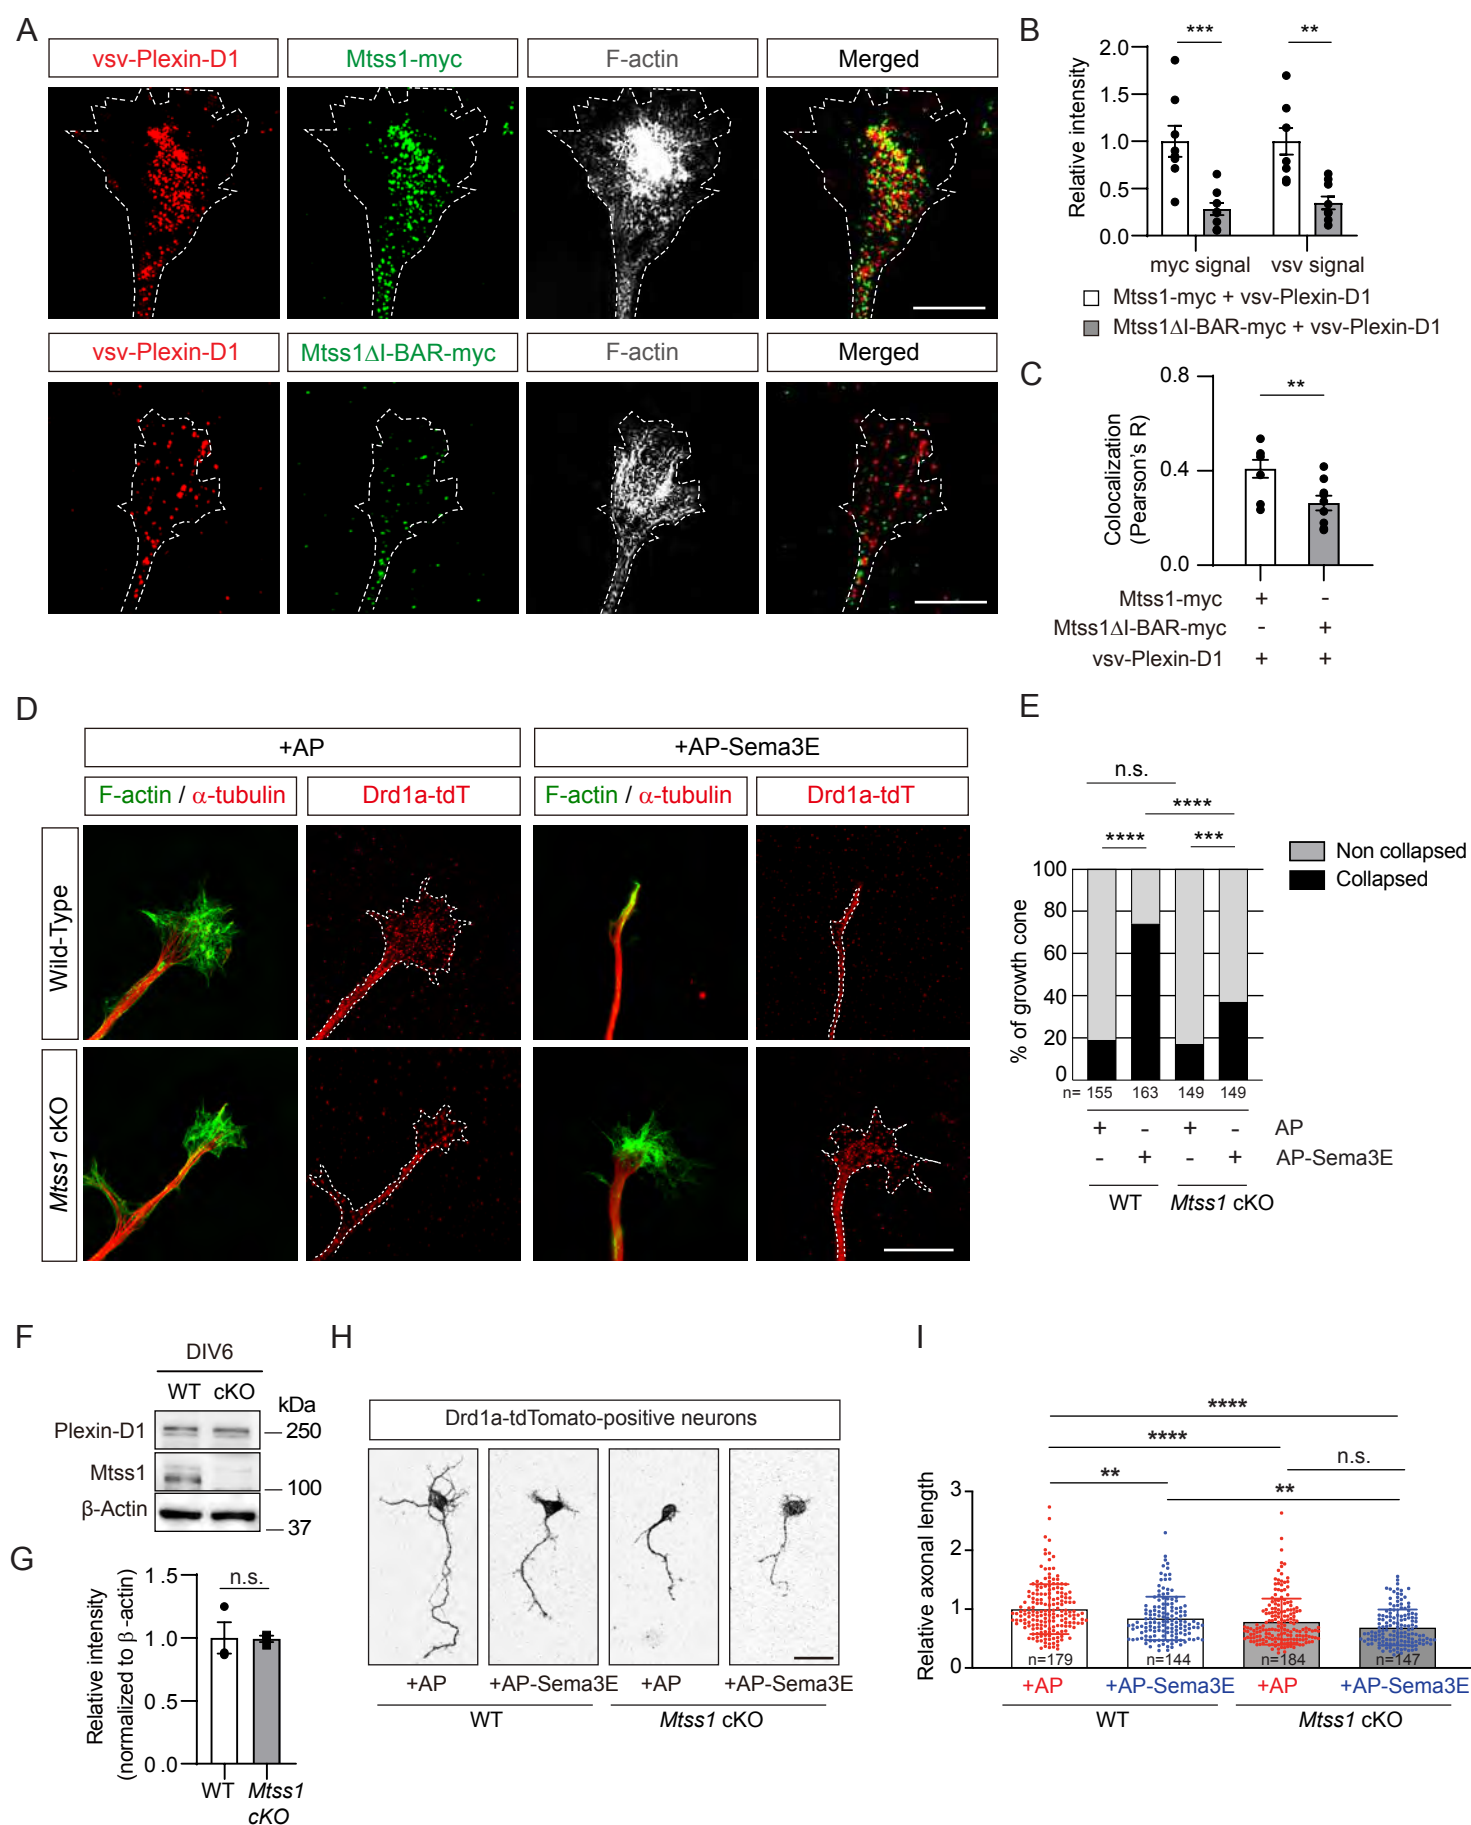 A
vsv-Plexin-D1 Mtss1-myc F-actin Merged
vsv-Plexin-D1 Mtss1ΔI-BAR-myc F-actin Merged
B
*** **
Relative intensity
2.0
1.5
1.0
0.5
0.0
myc signal vsv signal
Mtss1-myc + vsv-Plexin-D1
Mtss1ΔI-BAR-myc + vsv-Plexin-D1
C
**
Colocalization
(Pearson's R)
0.8
0.4
0.0
Mtss1-myc + -
Mtss1ΔI-BAR-myc - +
vsv-Plexin-D1 + +
D
+AP +AP-Sema3E
F-actin / α-tubulin Drd1a-tdT F-actin / α-tubulin Drd1a-tdT
Wild-Type
Mtss1 cKO
E
n.s.
****
**** ***
Non collapsed
Collapsed
% of growth cone
100
80
60
40
20
0
n= 155 163 149 149
+ - + - AP
- + - + AP-Sema3E
WT Mtss1 cKO
F
DIV6
WT cKO
kDa
Plexin-D1 250
Mtss1 100
β-Actin 37
G
n.s.
Relative intensity
(normalized to β -actin)
1.5
1.0
0.5
0.0
WT Mtss1
cKO
H
Drd1a-tdTomato-positive neurons
+AP +AP-Sema3E +AP +AP-Sema3E
WT Mtss1 cKO
I
****
****
n.s.
**
**
Relative axonal length
3
2
1
0
n=179 n=144 n=184 n=147
+AP +AP-Sema3E +AP +AP-Sema3E
WT Mtss1 cKO